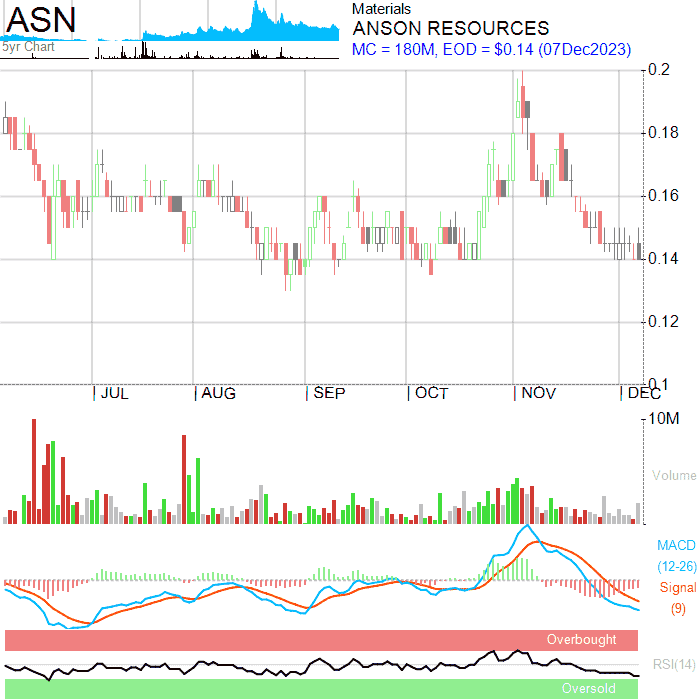 ASN
5yr Chart
Materials
ANSON RESOURCES
MC = 180M, EOD = $0.14 (07Dec2023)
0.2
0.18
0.16
0.14
0.12
0.1
JUL AUG SEP OCT NOV DEC
10M
Volume
MACD
(12-26)
Signal
(9)
Overbought
RSI(14)
Oversold